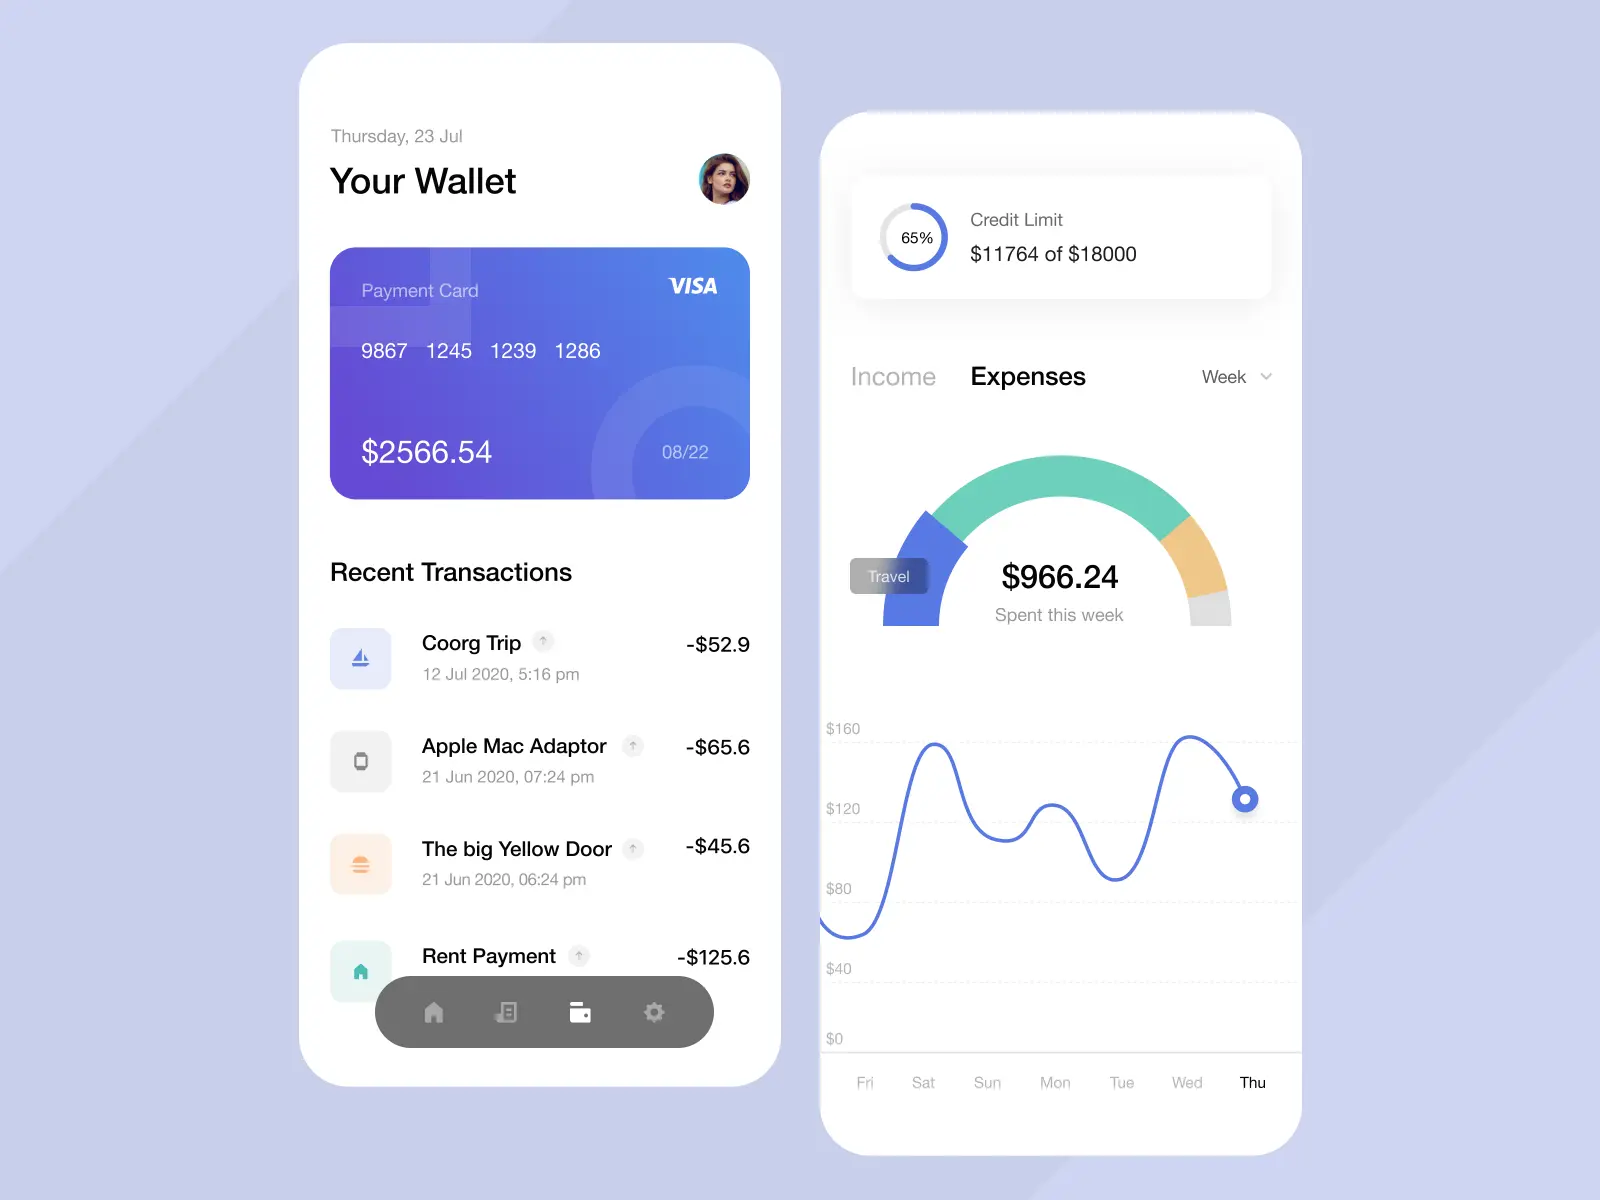 Thursday, 23 Jul
Your Wallet
Payment Card
VISA
9867 1245 1239 1286
$2566.54
08/22
Recent Transactions
Coorg Trip
-$52.9
12 Jul 2020, 5:16 pm
Apple Mac Adaptor
-$65.6
21 Jun 2020, 07:24 pm
The big Yellow Door
-$45.6
21 Jun 2020, 06:24 pm
Rent Payment
-$125.6
65%
Credit Limit
$11764 of $18000
Income
Expenses
Week
Travel
$966.24
Spent this week
$160
$120
$80
$40
$0
Fri Sat Sun Mon Tue Wed Thu